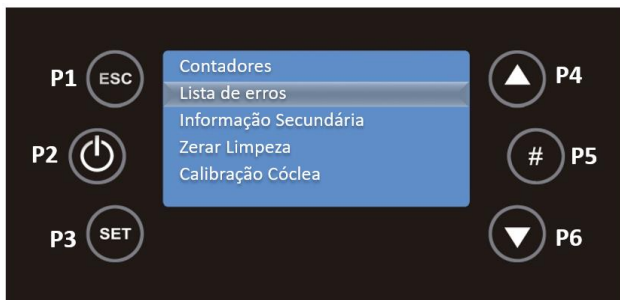 P1 ESC
P2
P3 SET
Contadores
Lista de erros
Informação Secundária
Zerar Limpeza
Calibração Cóclea
P4
# P5
P6